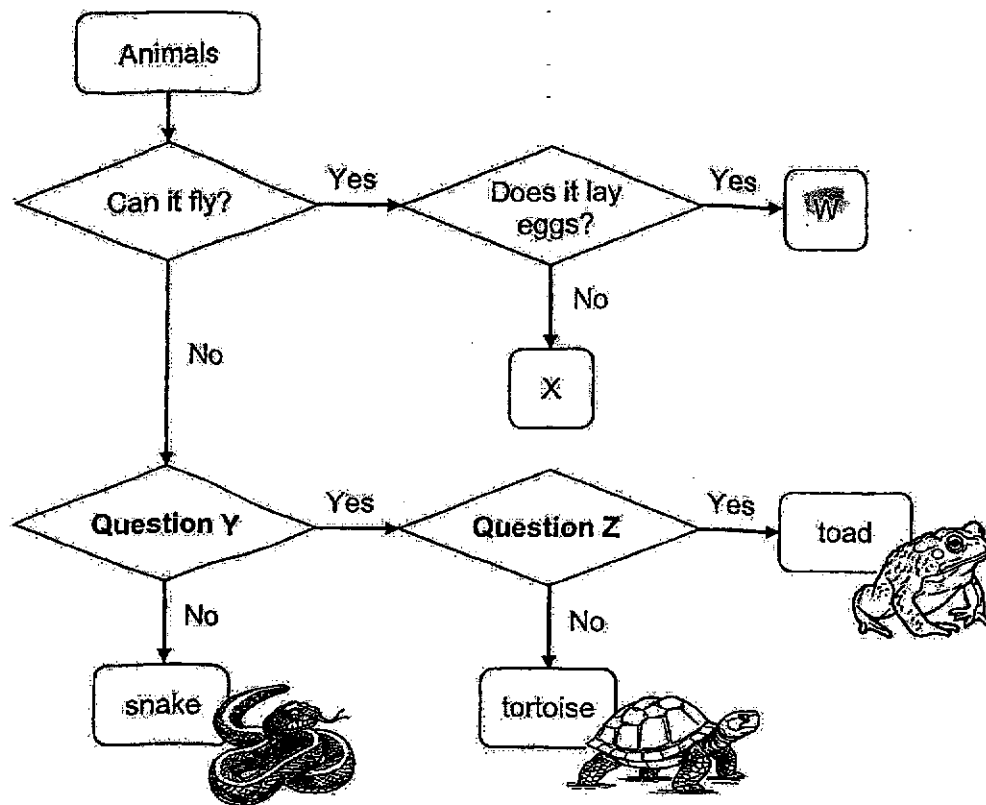 Animals
Can it fly?
Yes
Does it lay
eggs?
Yes
W
No
No
X
Question Y
Yes
Question Z
Yes
toad
No
No
snake
tortoise